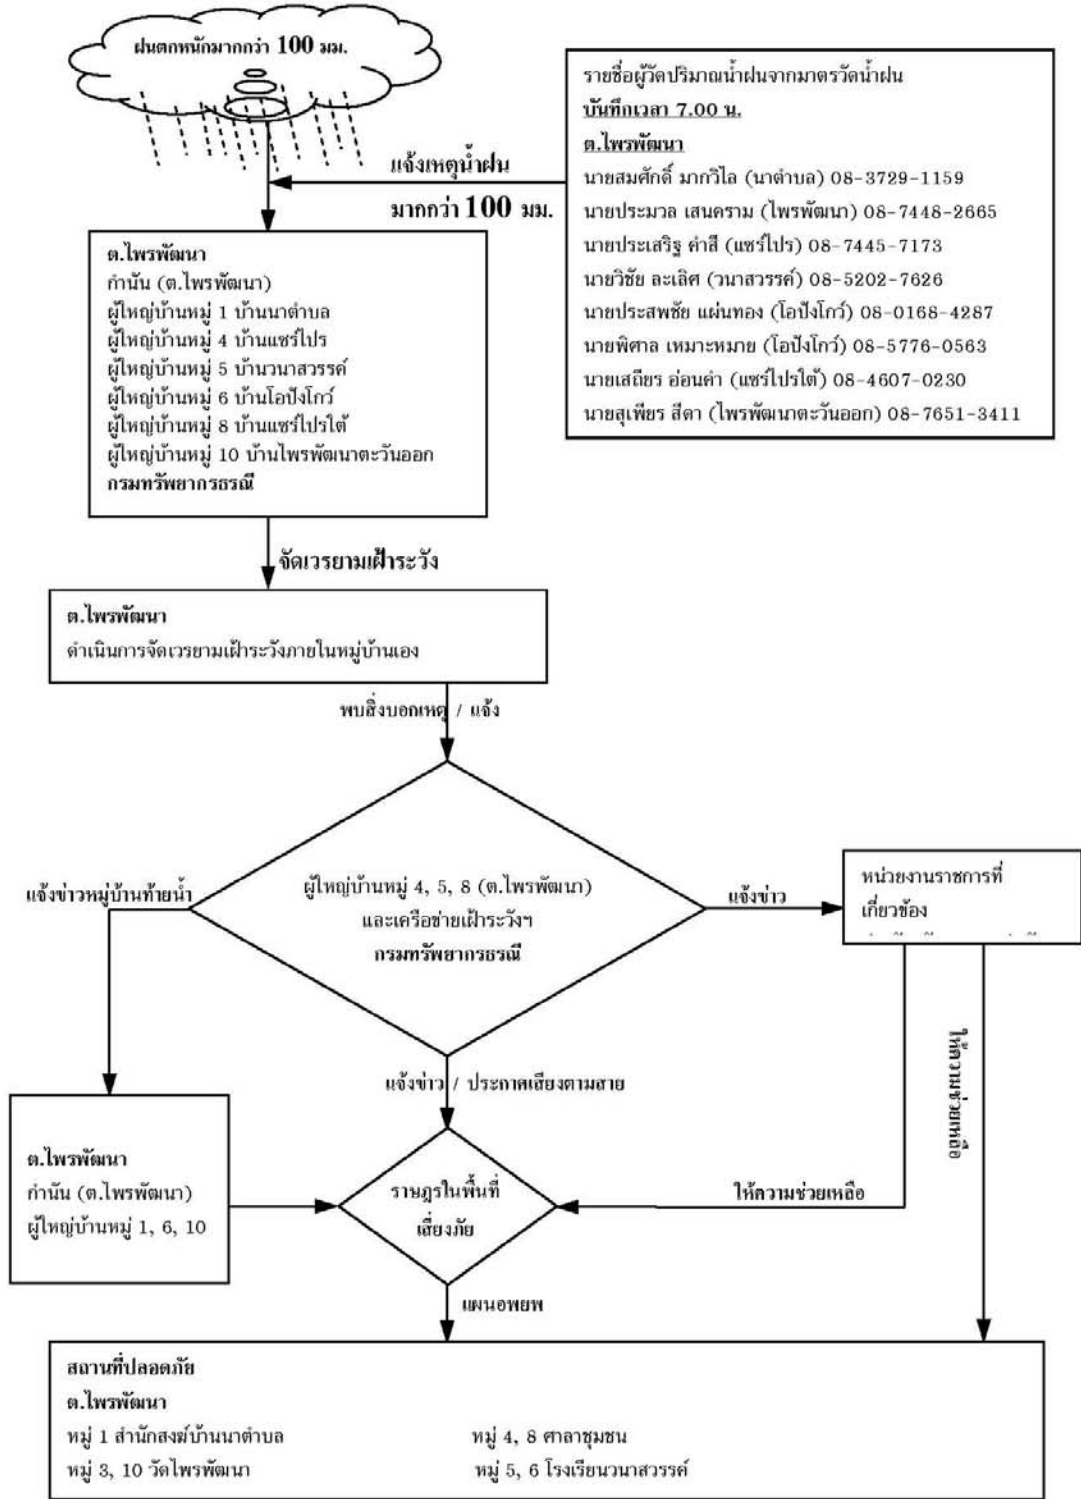 ฝนตกหนักมากกว่า 100 มม.
รายชื่อผู้วัดปริมาณน้ำฝนจากมาตรวัดน้ำฝน
บันทึกเวลา 7.00 น.
ต.ไพรพัฒนา
นายสมศักดิ์ มากวิไล (นาตำบล) 08-3729-1159
นายประมวล เสนคราม (ไพรพัฒนา) 08-7448-2665
นายประเสริฐ คำสี (แซร์ไปร) 08-7445-7173
นายวิชัย ละเลิศ (วนาสวรรค์) 08-5202-7626
นายประสพชัย แผ่นทอง (โอปังโกว์) 08-0168-4287
นายพิศาล เหมาะหมาย (โอปังโกว์) 08-5776-0563
นายเสถียร อ่อนคำ (แซร์ไปรใต้) 08-4607-0230
นายสุเพียร สีดา (ไพรพัฒนาตะวันออก) 08-7651-3411
แจ้งเหตุน้ำฝน
มากกว่า 100 มม.
ต.ไพรพัฒนา
กำนัน (ต.ไพรพัฒนา)
ผู้ใหญ่บ้านหมู่ 1 บ้านนาตำบล
ผู้ใหญ่บ้านหมู่ 4 บ้านแซร์ไปร
ผู้ใหญ่บ้านหมู่ 5 บ้านวนาสวรรค์
ผู้ใหญ่บ้านหมู่ 6 บ้านโอปังโกว์
ผู้ใหญ่บ้านหมู่ 8 บ้านแซร์ไปรใต้
ผู้ใหญ่บ้านหมู่ 10 บ้านไพรพัฒนาตะวันออก
กรมทรัพยากรธรณี
จัดเวรยามเฝ้าระวัง
ต.ไพรพัฒนา
ดำเนินการจัดเวรยามเฝ้าระวังภายในหมู่บ้านเอง
พบสิ่งบอกเหตุ / แจ้ง
ผู้ใหญ่บ้านหมู่ 4, 5, 8 (ต.ไพรพัฒนา)
และเครือข่ายเฝ้าระวังฯ
กรมทรัพยากรธรณี
แจ้งข่าวหมู่บ้านท้ายน้ำ
แจ้งข่าว
หน่วยงานราชการที่
เกี่ยวข้อง
แจ้งข่าว / ประกาศเสียงตามสาย
ให้ความช่วยเหลือ
ต.ไพรพัฒนา
กำนัน (ต.ไพรพัฒนา)
ผู้ใหญ่บ้านหมู่ 1, 6, 10
ราษฎรในพื้นที่
เสี่ยงภัย
ให้ความช่วยเหลือ
แผนอพยพ
สถานที่ปลอดภัย
ต.ไพรพัฒนา
หมู่ 1 สำนักสงฆ์บ้านนาตำบล
หมู่ 4, 8 ศาลาชุมชน
หมู่ 3, 10 วัดไพรพัฒนา
หมู่ 5, 6 โรงเรียนวนาสวรรค์